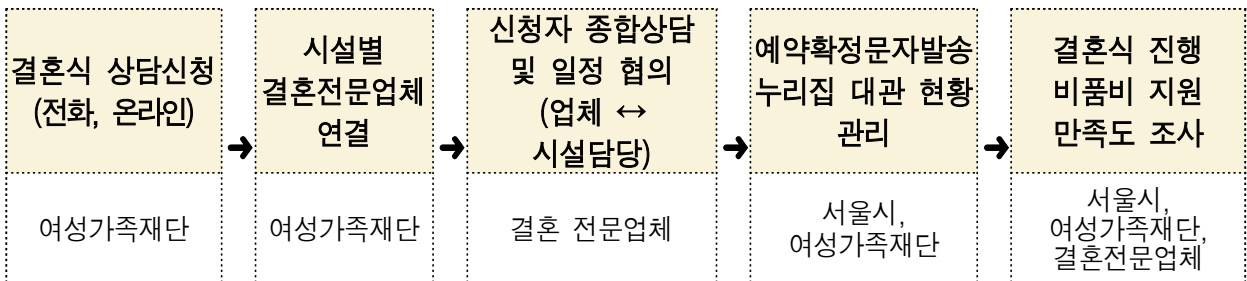 결혼식 상담신청
(전화, 온라인)
➜
시설별
결혼전문업체
연결
➜
신청자 종합상담
및 일정 협의
(업체 ↔
시설담당)
➜
예약확정문자발송
누리집 대관 현황
관리
➜
결혼식 진행
비품비 지원
만족도 조사
여성가족재단
여성가족재단
결혼 전문업체
서울시,
여성가족재단
서울시,
여성가족재단,
결혼전문업체